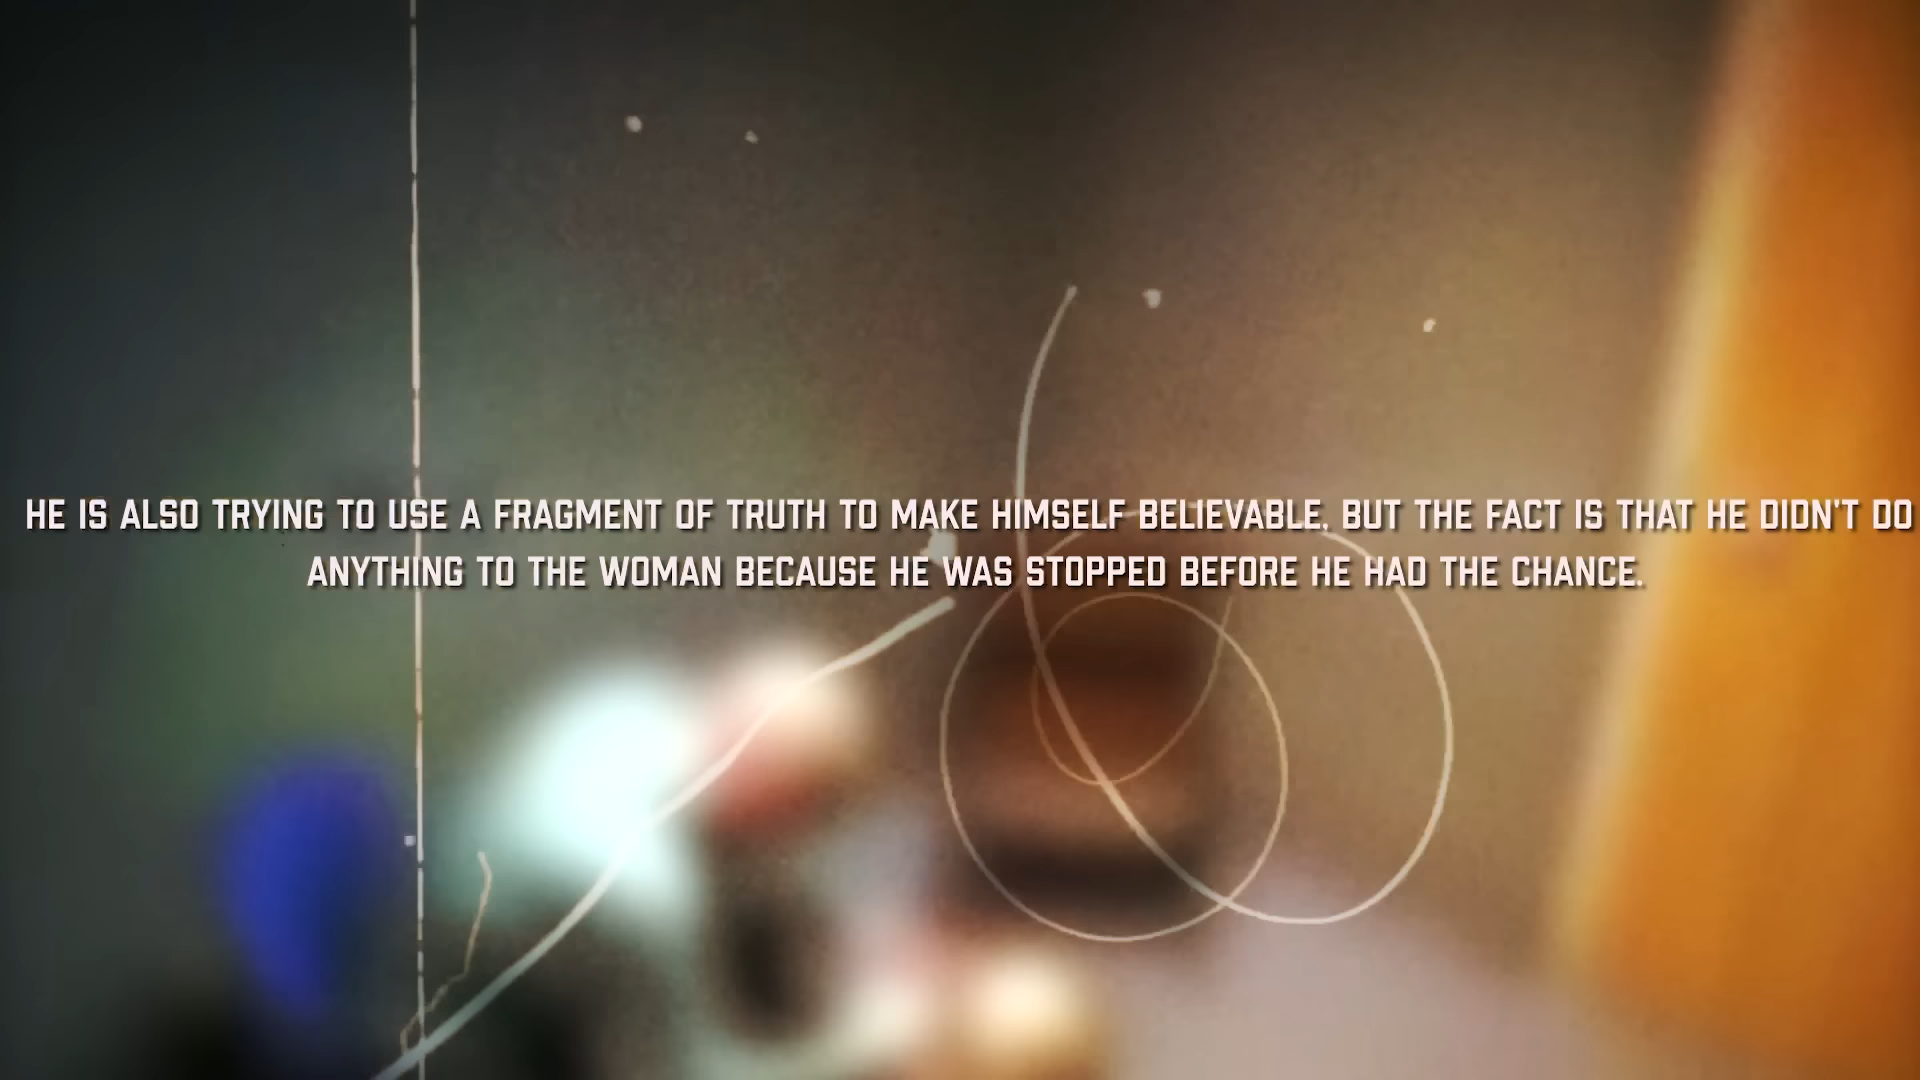 HE IS ALSO TRYING TO USE A FRAGMENT OF TRUTH TO MAKE HIMSELF BELIEVABLE. BUT THE FACT IS THAT HE DIDN'T DO
ANYTHING TO THE WOMAN BECAUSE HE WAS STOPPED BEFORE HE HAD THE CHANCE.